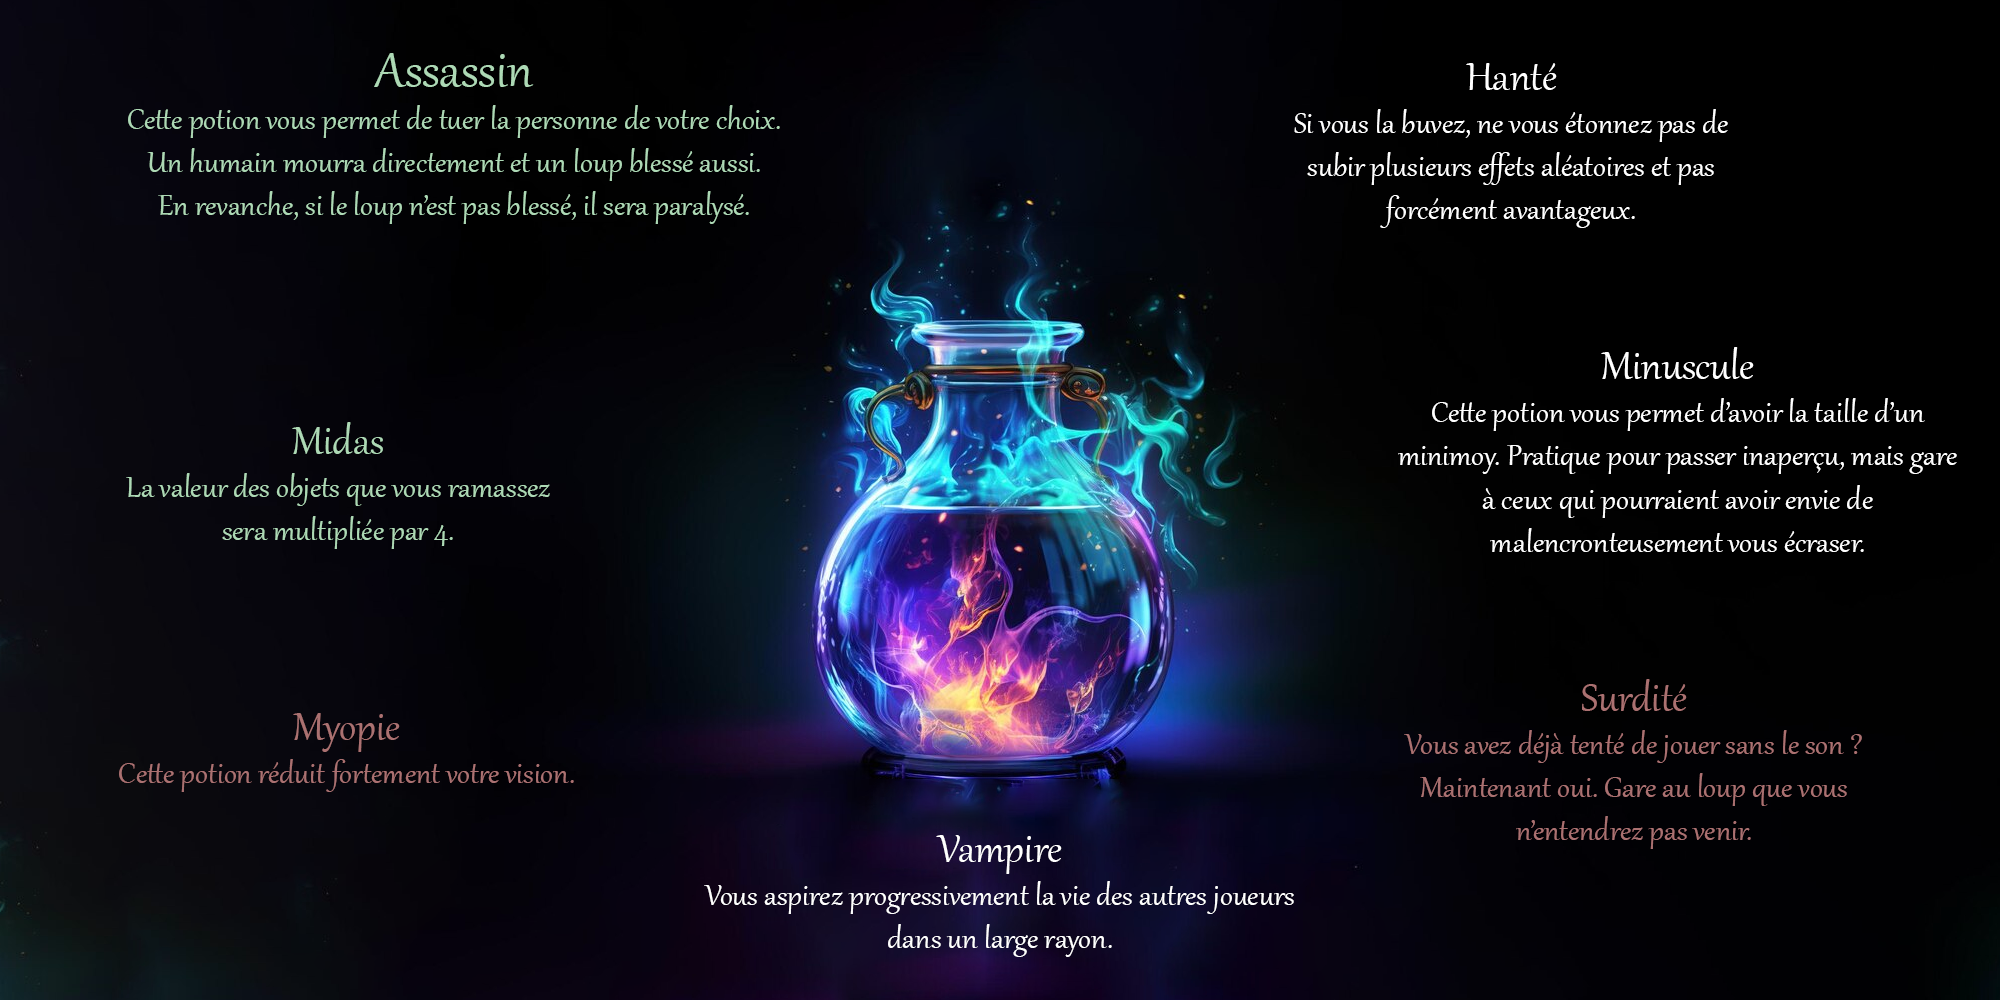 Assassin
Cette potion vous permet de tuer la personne de votre choix.
Un humain mourra directement et un loup blessé aussi.
En revanche, si le loup n'est pas blessé, il sera paralysé.
Hanté
Si vous la buvez, ne vous étonnez pas de
subir plusieurs effets aléatoires et pas
forcément avantageux.
Midas
La valeur des objets que vous ramassez
sera multipliée par 4.
Minuscule
Cette potion vous permet d'avoir la taille d'un
minimoy. Pratique pour passer inaperçu, mais gare
à ceux qui pourraient avoir envie de
malencronteusement vous écraser.
Myopie
Cette potion réduit fortement votre vision.
Surdité
Vous avez déjà tenté de jouer sans le son ?
Maintenant oui. Gare au loup que vous
n'entendrez pas venir.
Vampire
Vous aspirez progressivement la vie des autres joueurs
dans un large rayon.